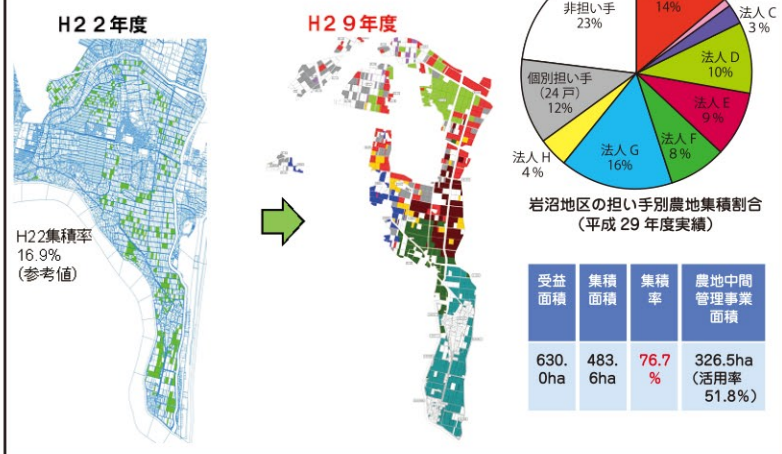 H22年度
H29年度
H22集積率
16.9%
(参考値)
非担い手
23%
14%
法人C
3%
法人D
10%
法人E
9%
法人F
8%
法人G
16%
法人H
4%
個別担い手
(24戸)
12%
岩沼地区の担い手別農地集積割合
(平成29年度実績)
受益
面積
集積
面積
集積
率
農地中間
管理事業
面積
630.
0ha
483.
6ha
76.7
%
326.5ha
(活用率
51.8%)